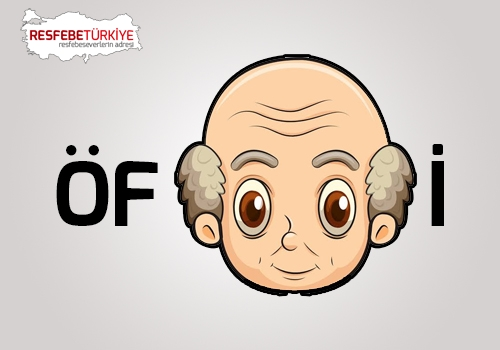 RESFEBETÜRKİYE
resfebeseverlerin adresi
ÖF İ